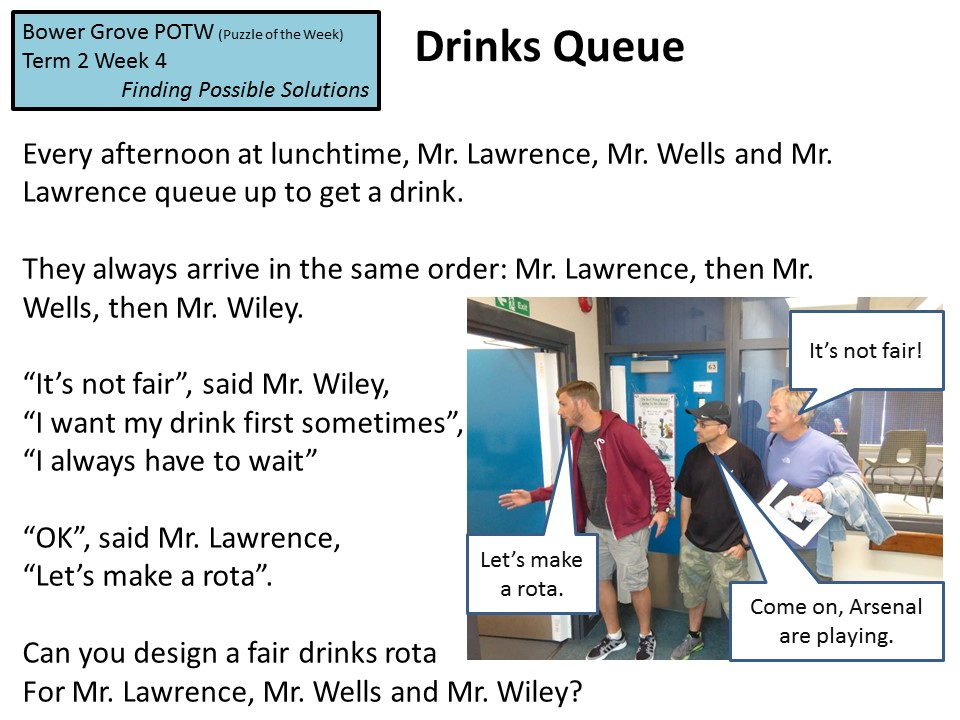 Bower Grove POTW (Puzzle of the Week)
Term 2 Week 4
Finding Possible Solutions
Drinks Queue
Every afternoon at lunchtime, Mr. Lawrence, Mr. Wells and Mr.
Lawrence queue up to get a drink.
They always arrive in the same order: Mr. Lawrence, then Mr.
Wells, then Mr. Wiley.
“It’s not fair”, said Mr. Wiley,
“I want my drink first sometimes”,
“I always have to wait”
“OK”, said Mr. Lawrence,
“Let’s make a rota”.
Can you design a fair drinks rota
For Mr. Lawrence, Mr. Wells and Mr. Wiley?
Exit
63
It’s not fair!
Let’s make
a rota.
Come on, Arsenal
are playing.